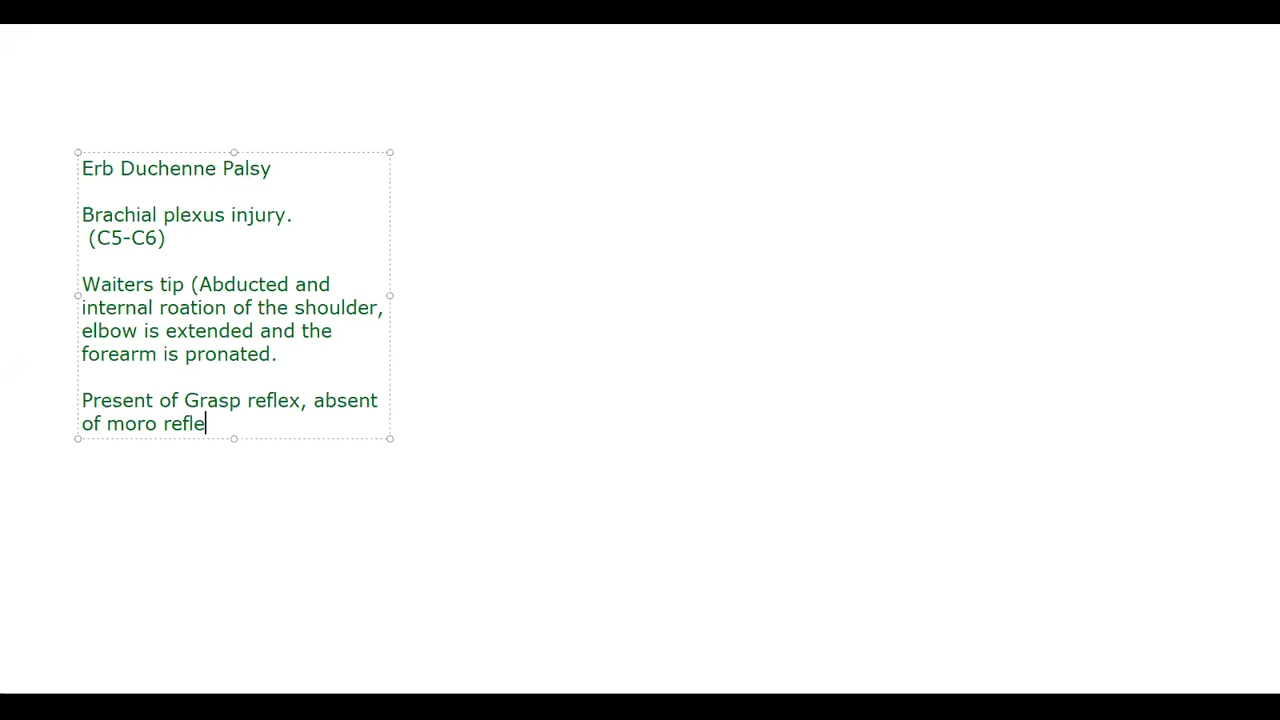 Erb Duchenne Palsy
Brachial plexus injury.
(C5-C6)
Waiters tip (Abducted and
internal roation of the shoulder,
elbow is extended and the
forearm is pronated.
Present of Grasp reflex, absent
of moro refle